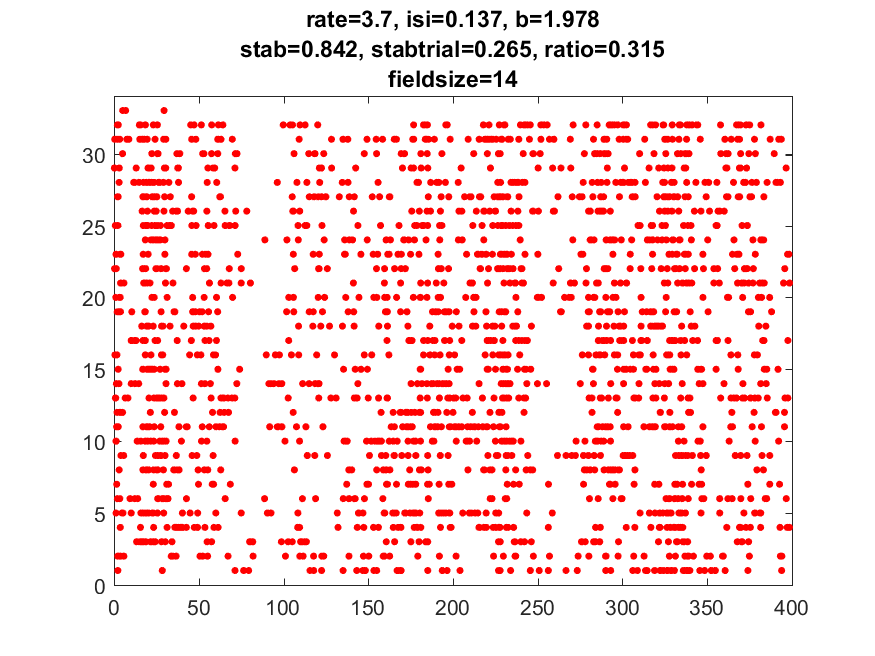 rate=3.7, isi=0.137, b=1.978
stab=0.842, stabtrial=0.265, ratio=0.315
fieldsize=14
30
25
20
15
10
5
0
0 50 100 150 200 250 300 350 400